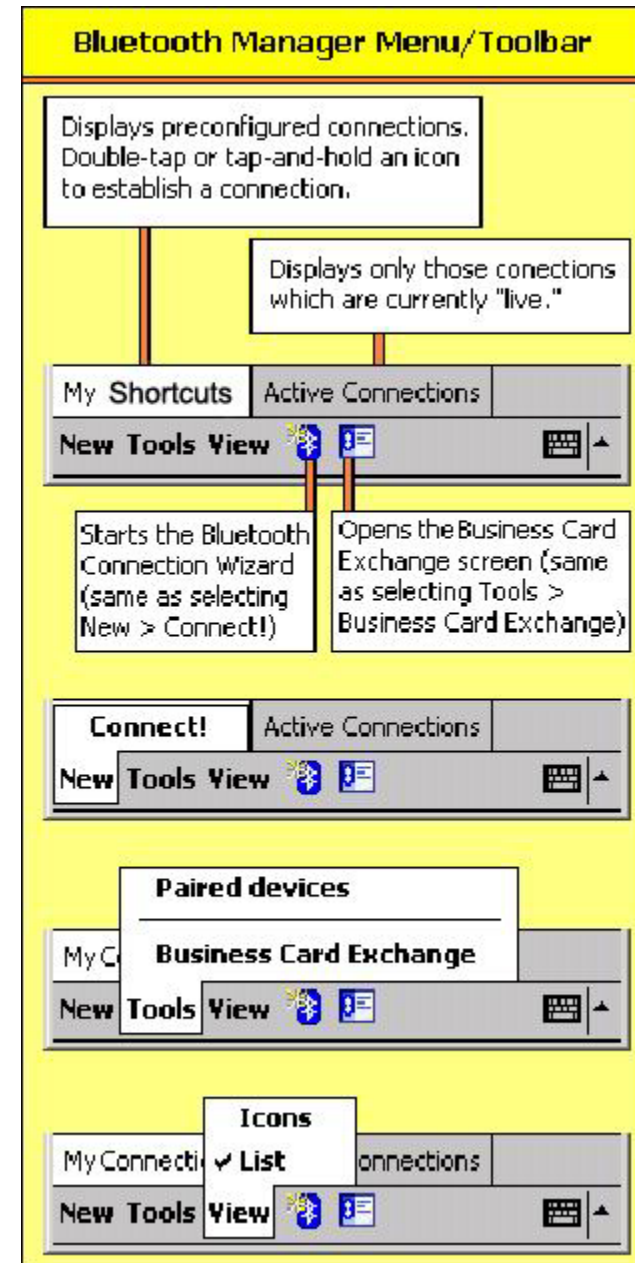 Bluetooth Manager Menu/Toolbar
Displays preconfigured connections.
Double-tap or tap-and-hold an icon
to establish a connection.
Displays only those conections
which are currently "live."
My Shortcuts Active Connections
New Tools View
Starts the Bluetooth
Connection Wizard
(same as selecting
New > Connect!)
Opens the Business Card
Exchange screen (same
as selecting Tools >
Business Card Exchange)
Connect! Active Connections
New Tools View
Paired devices
Business Card Exchange
My C
New Tools View
Icons
My Connecti ✓ List onnections
New Tools View